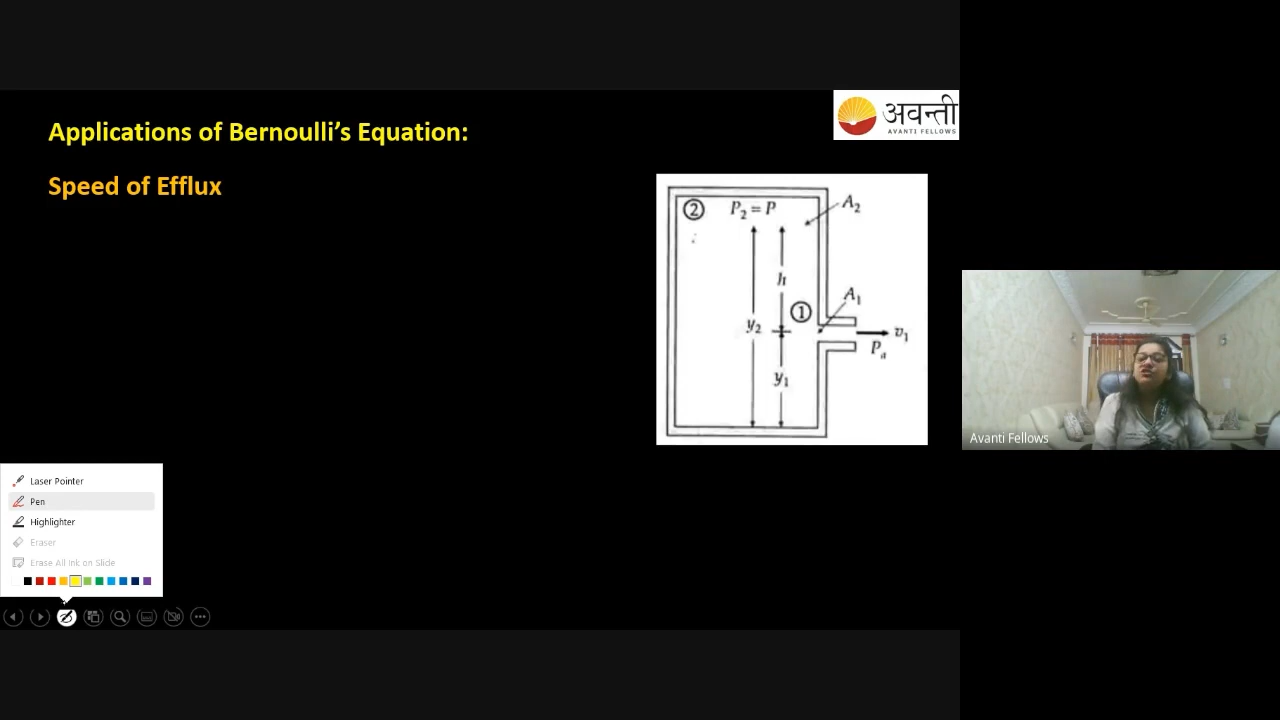 Applications of Bernoulli’s Equation:
अवन्ती
AVANTI FELLOWS
Speed of Efflux
② P₂ = P
A₂
h
① A₁
y₂
v₁
Pₐ
y₁
Avanti Fellows
Laser Pointer
Pen
Highlighter
Eraser
Erase All Ink on Slide